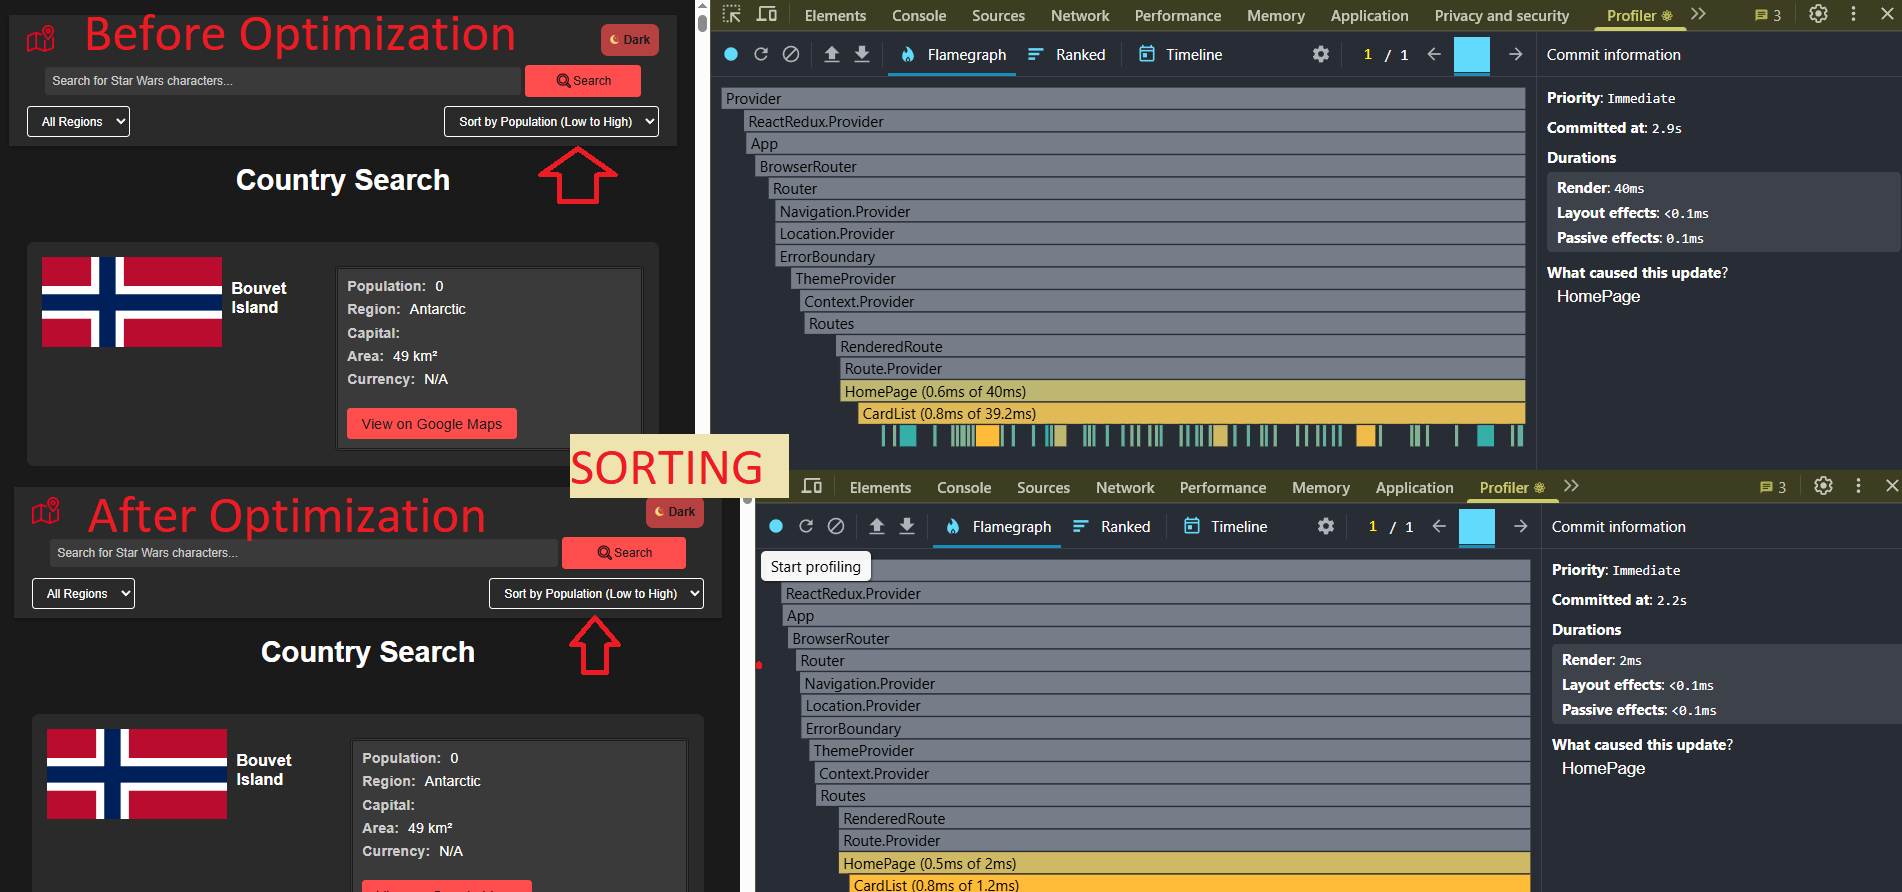 Before Optimization
Dark
Search for Star Wars characters...
Search
All Regions
Sort by Population (Low to High)
Country Search
Bouvet
Island
Population: 0
Region: Antarctic
Capital:
Area: 49 km²
Currency: N/A
View on Google Maps
Elements Console Sources Network Performance Memory Application Privacy and security Profiler 3
Flamegraph Ranked Timeline 1 / 1
Provider
ReactRedux.Provider
App
BrowserRouter
Router
Navigation.Provider
Location.Provider
ErrorBoundary
ThemeProvider
Context.Provider
Routes
RenderedRoute
Route.Provider
HomePage (0.6ms of 40ms)
CardList (0.8ms of 39.2ms)
Commit information
Priority: Immediate
Committed at: 2.9s
Durations
Render: 40ms
Layout effects: <0.1ms
Passive effects: 0.1ms
What caused this update?
HomePage
SORTING
After Optimization
Dark
Search for Star Wars characters...
Search
All Regions
Sort by Population (Low to High)
Country Search
Bouvet
Island
Population: 0
Region: Antarctic
Capital:
Area: 49 km²
Currency: N/A
Elements Console Sources Network Performance Memory Application Profiler 3
Flamegraph Ranked Timeline 1 / 1
Start profiling
ReactRedux.Provider
App
BrowserRouter
Router
Navigation.Provider
Location.Provider
ErrorBoundary
ThemeProvider
Context.Provider
Routes
RenderedRoute
Route.Provider
HomePage (0.5ms of 2ms)
CardList (0.8ms of 1.2ms)
Commit information
Priority: Immediate
Committed at: 2.2s
Durations
Render: 2ms
Layout effects: <0.1ms
Passive effects: <0.1ms
What caused this update?
HomePage